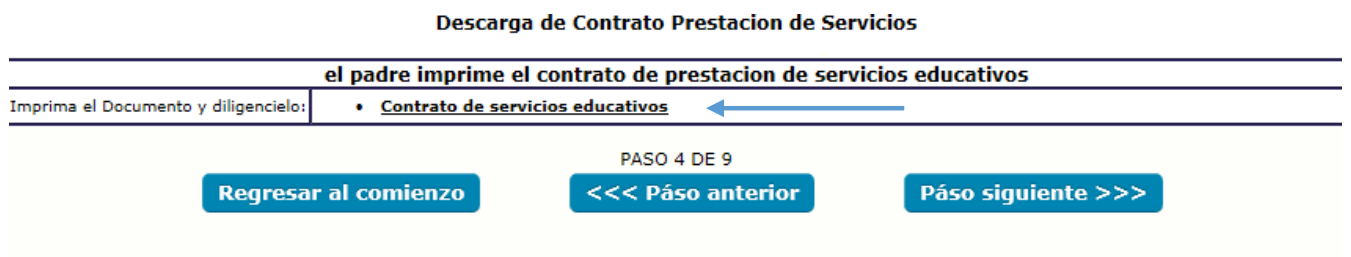 Descarga de Contrato Prestacion de Servicios
el padre imprime el contrato de prestacion de servicios educativos
Imprima el Documento y diligencielo: • Contrato de servicios educativos
PASO 4 DE 9
Regresar al comienzo <<< Páso anterior Páso siguiente >>>